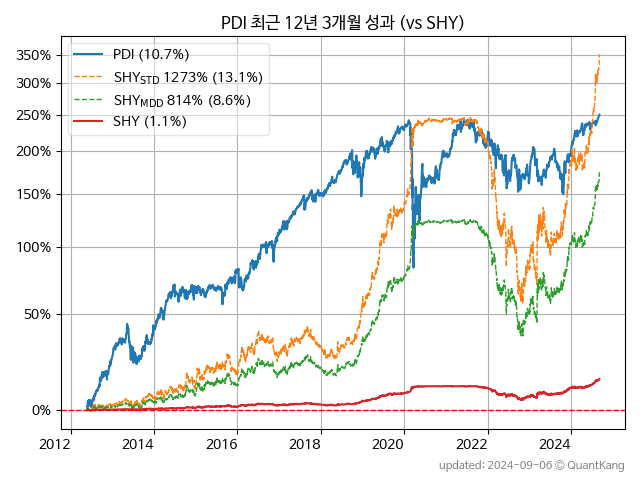 PDI 최근 12년 3개월 성과 (vs SHY)
350%
300%
250%
200%
150%
100%
50%
0%
PDI (10.7%)
SHY_STD 1273% (13.1%)
SHY_MDD 814% (8.6%)
SHY (1.1%)
2012 2014 2016 2018 2020 2022 2024
updated: 2024-09-06 ⓒ QuantKang